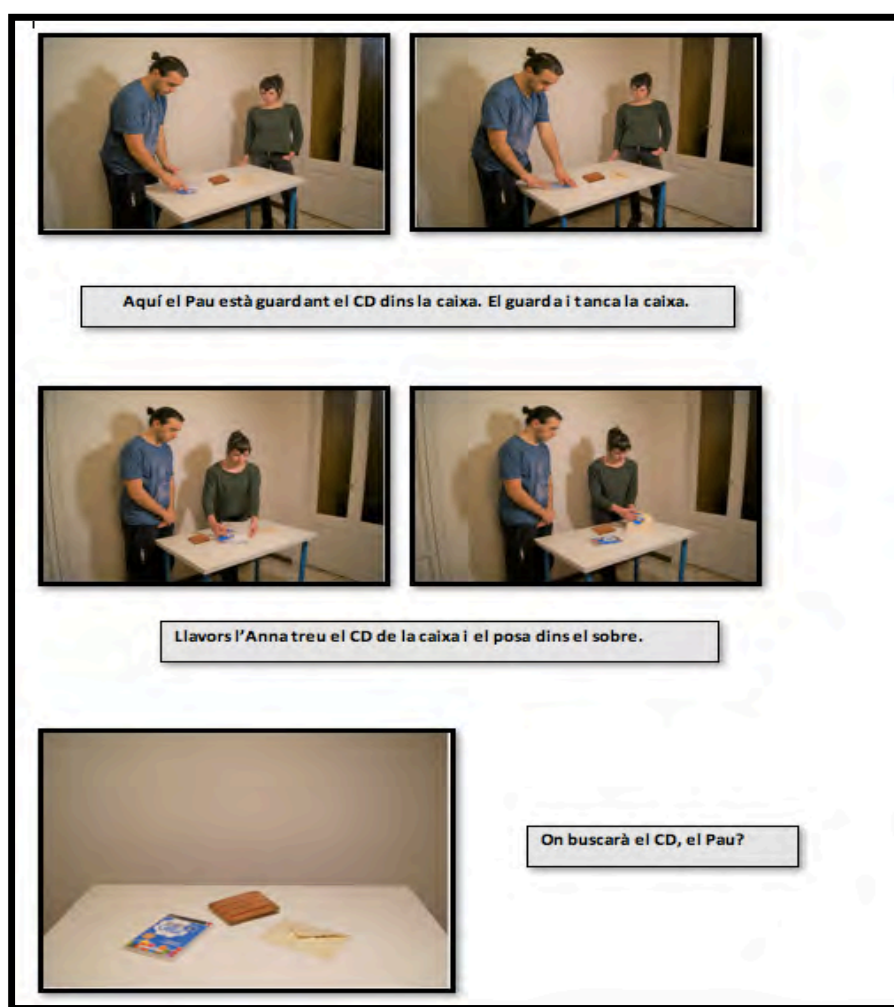 Aquí el Pau està guardant el CD dins la caixa. El guarda i tanca la caixa.
Llavors l'Anna treu el CD de la caixa i el posa dins el sobre.
On buscarà el CD, el Pau?